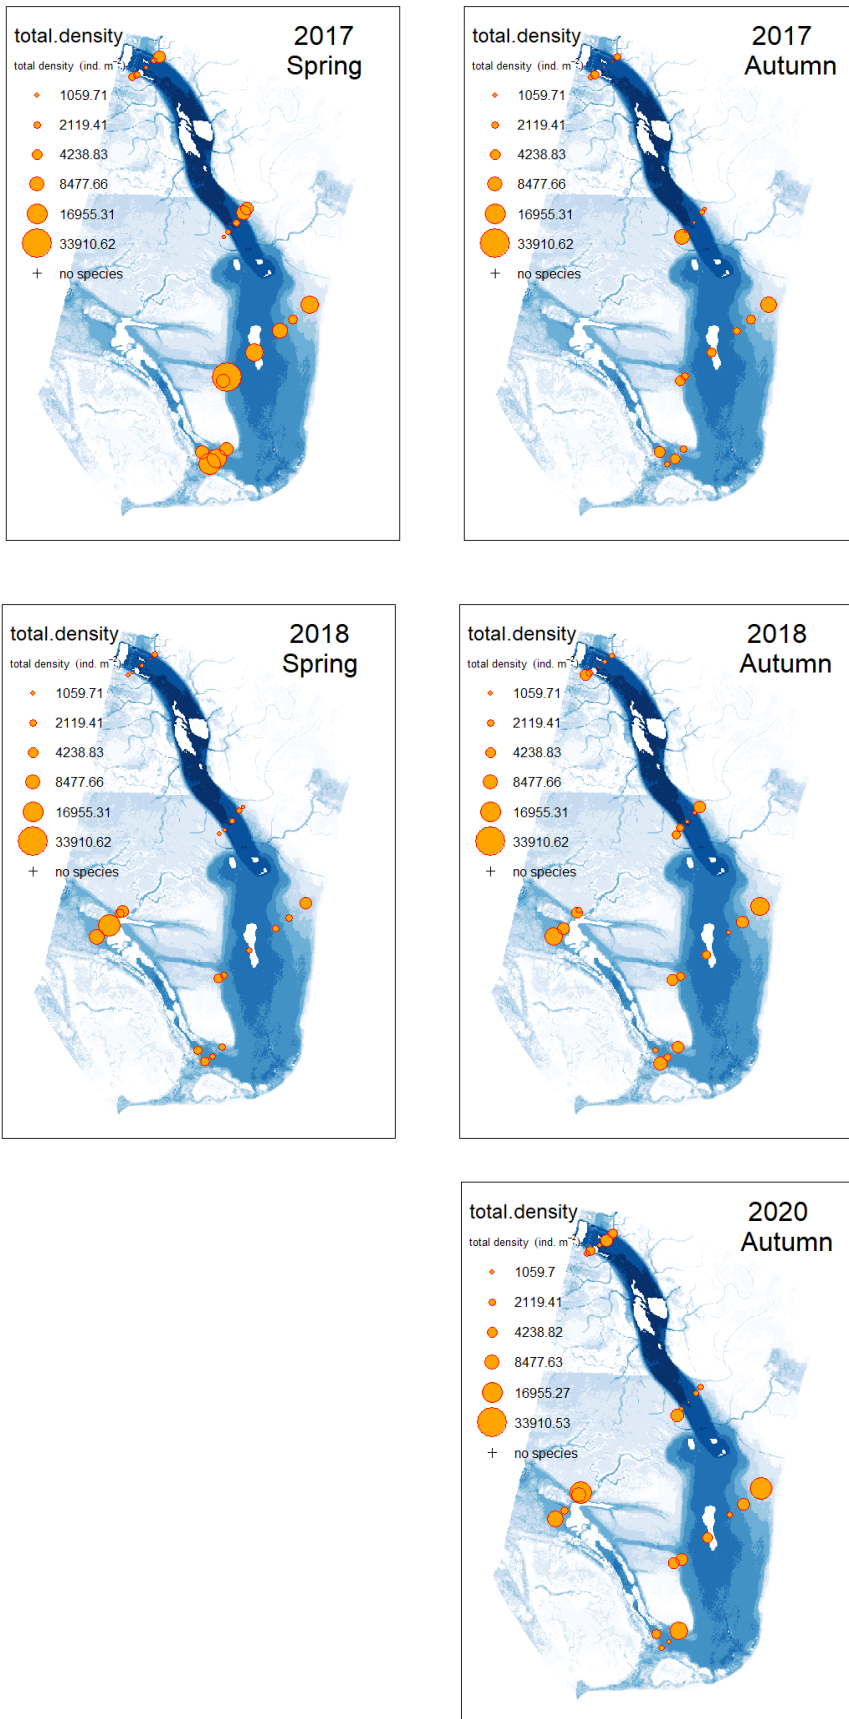 total.density
2017
Spring
total density (ind. m⁻²)
1059.71
2119.41
4238.83
8477.66
16955.31
33910.62
no species
total.density
2017
Autumn
total density (ind. m⁻²)
1059.71
2119.41
4238.83
8477.66
16955.31
33910.62
no species
total.density
2018
Spring
total density (ind. m⁻²)
1059.71
2119.41
4238.83
8477.66
16955.31
33910.62
no species
total.density
2018
Autumn
total density (ind. m⁻²)
1059.71
2119.41
4238.83
8477.66
16955.31
33910.62
no species
total.density
2020
Autumn
total density (ind. m⁻²)
1059.7
2119.41
4238.82
8477.63
16955.27
33910.53
no species